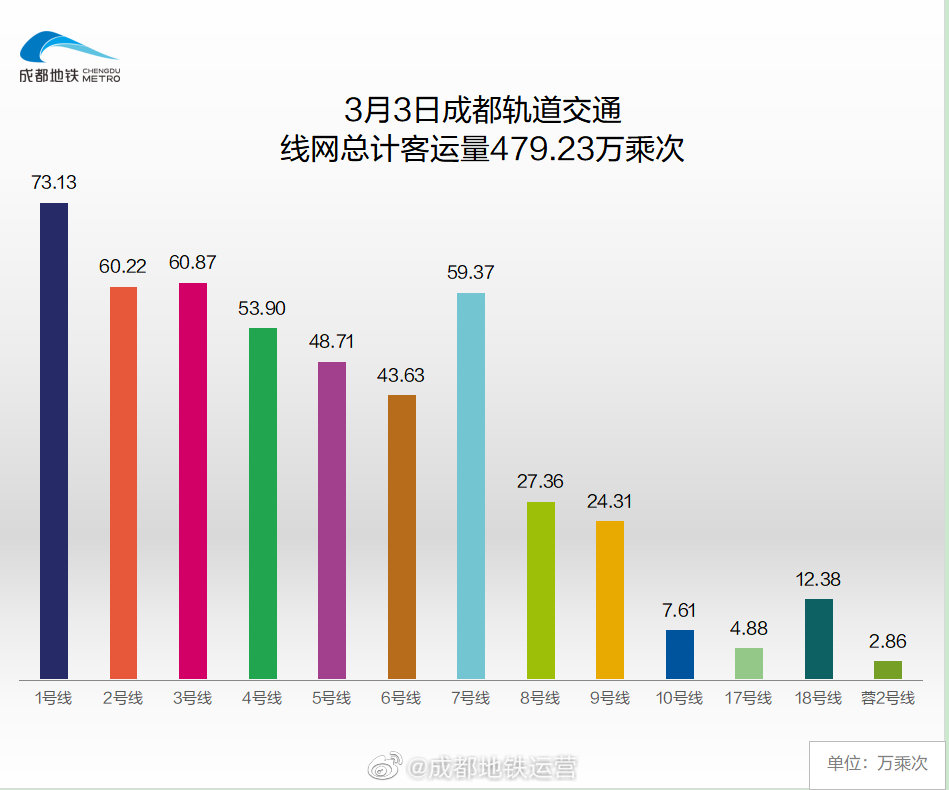 成都地铁 CHENGDU METRO
3月3日成都轨道交通
线网总计客运量479.23万乘次
73.13
60.22
60.87
53.90
48.71
43.63
59.37
27.36
24.31
7.61
4.88
12.38
2.86
1号线
2号线
3号线
4号线
5号线
6号线
7号线
8号线
9号线
10号线
17号线
18号线
蓉2号线
@成都地铁运营
单位：万乘次